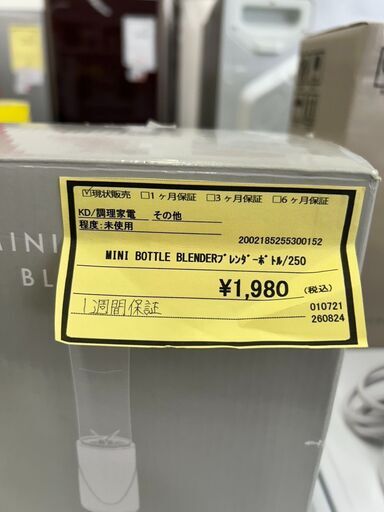 ☑現状販売 □1ヶ月保証 □3ヶ月保証 □6ヶ月保証
KD/調理家電 その他
程度:未使用
2002185255300152
MINI BOTTLE BLENDERブレンダーボトル/250
¥1,980 (税込)
1週間保証
010721
260824
MINI
BL